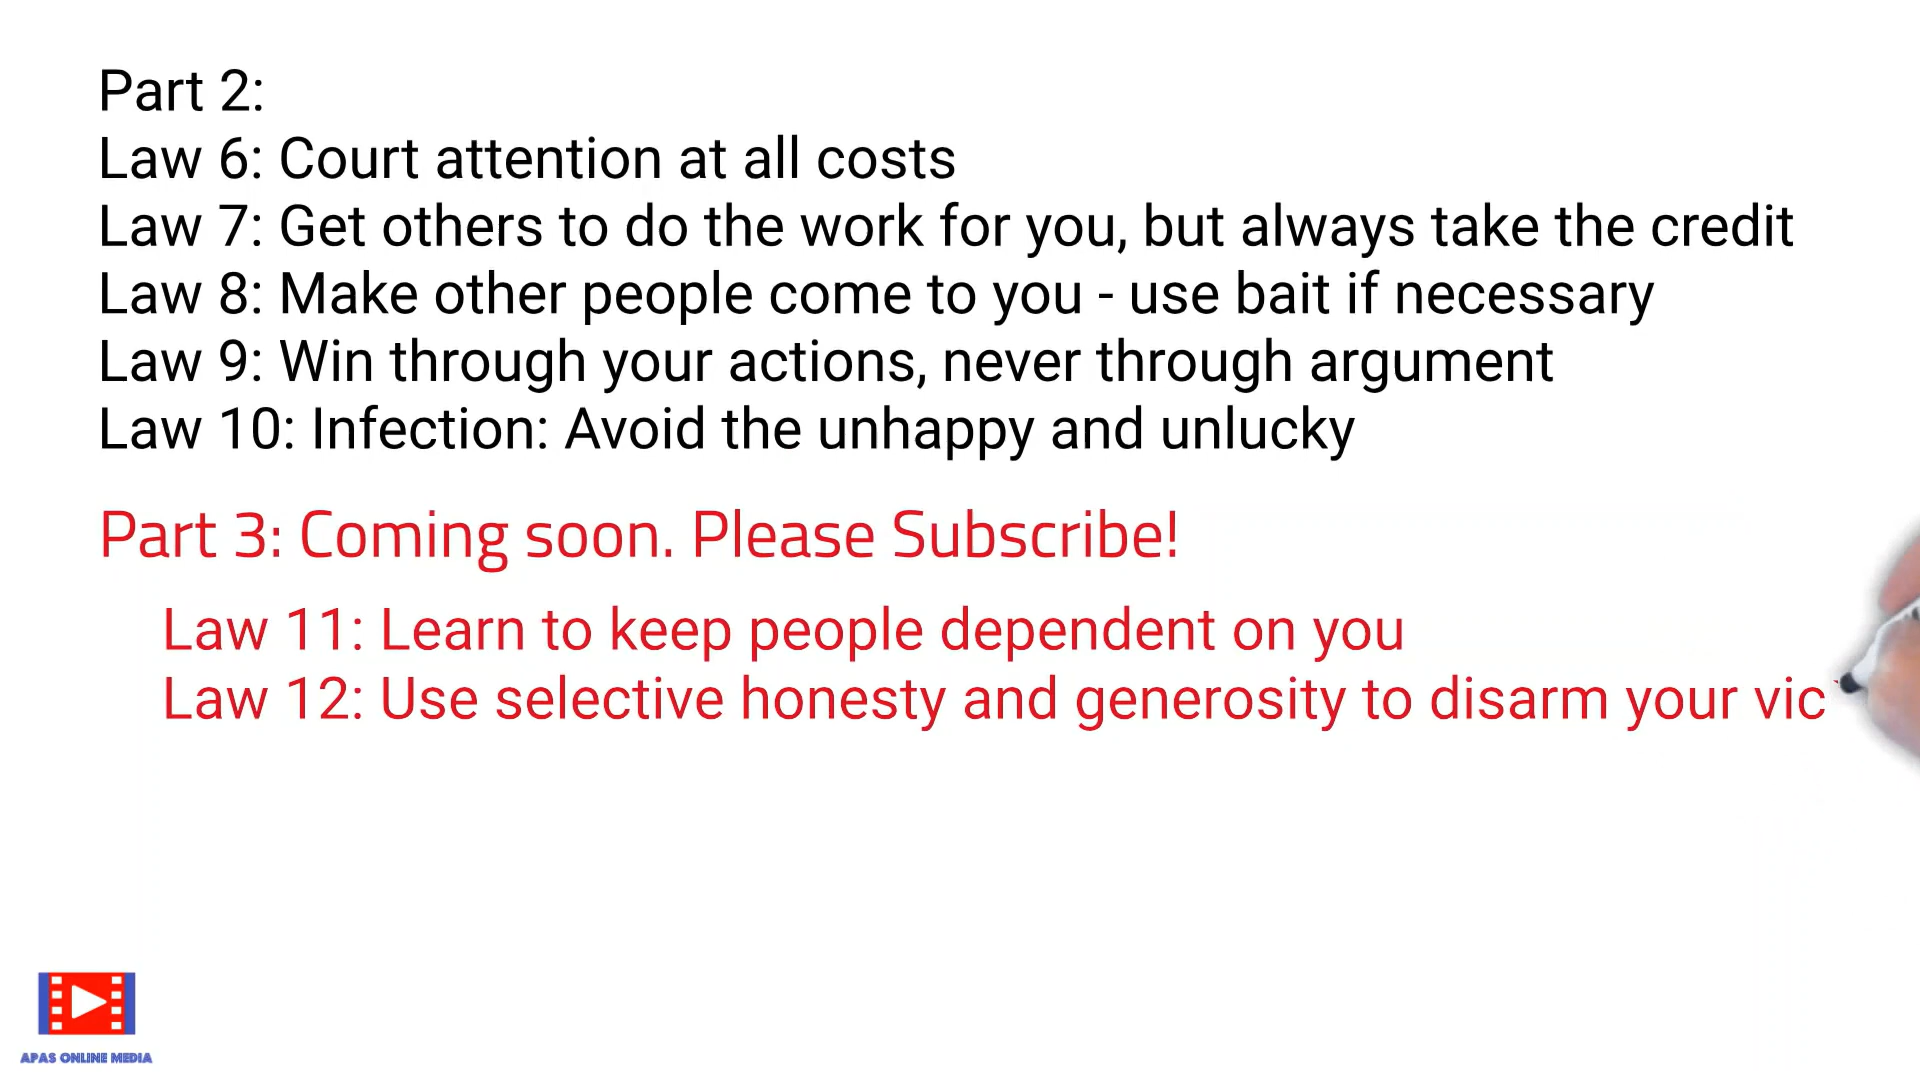 Part 2:
Law 6: Court attention at all costs
Law 7: Get others to do the work for you, but always take the credit
Law 8: Make other people come to you - use bait if necessary
Law 9: Win through your actions, never through argument
Law 10: Infection: Avoid the unhappy and unlucky
Part 3: Coming soon. Please Subscribe!
Law 11: Learn to keep people dependent on you
Law 12: Use selective honesty and generosity to disarm your vic
APAS ONLINE MEDIA